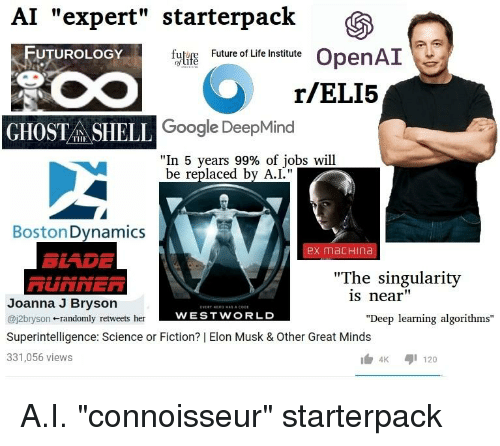 AI "expert" starterpack
FUTUROLOGY
future of life
Future of Life Institute
OpenAI
r/ELI5
GHOST IN THE SHELL
Google DeepMind
"In 5 years 99% of jobs will
be replaced by A.I."
BostonDynamics
ex machina
BLADE
RUNNER
"The singularity
is near"
Joanna J Bryson
@j2bryson ←randomly retweets her
WESTWORLD
"Deep learning algorithms"
Superintelligence: Science or Fiction? | Elon Musk & Other Great Minds
331,056 views
4K
120
A.I. "connoisseur" starterpack